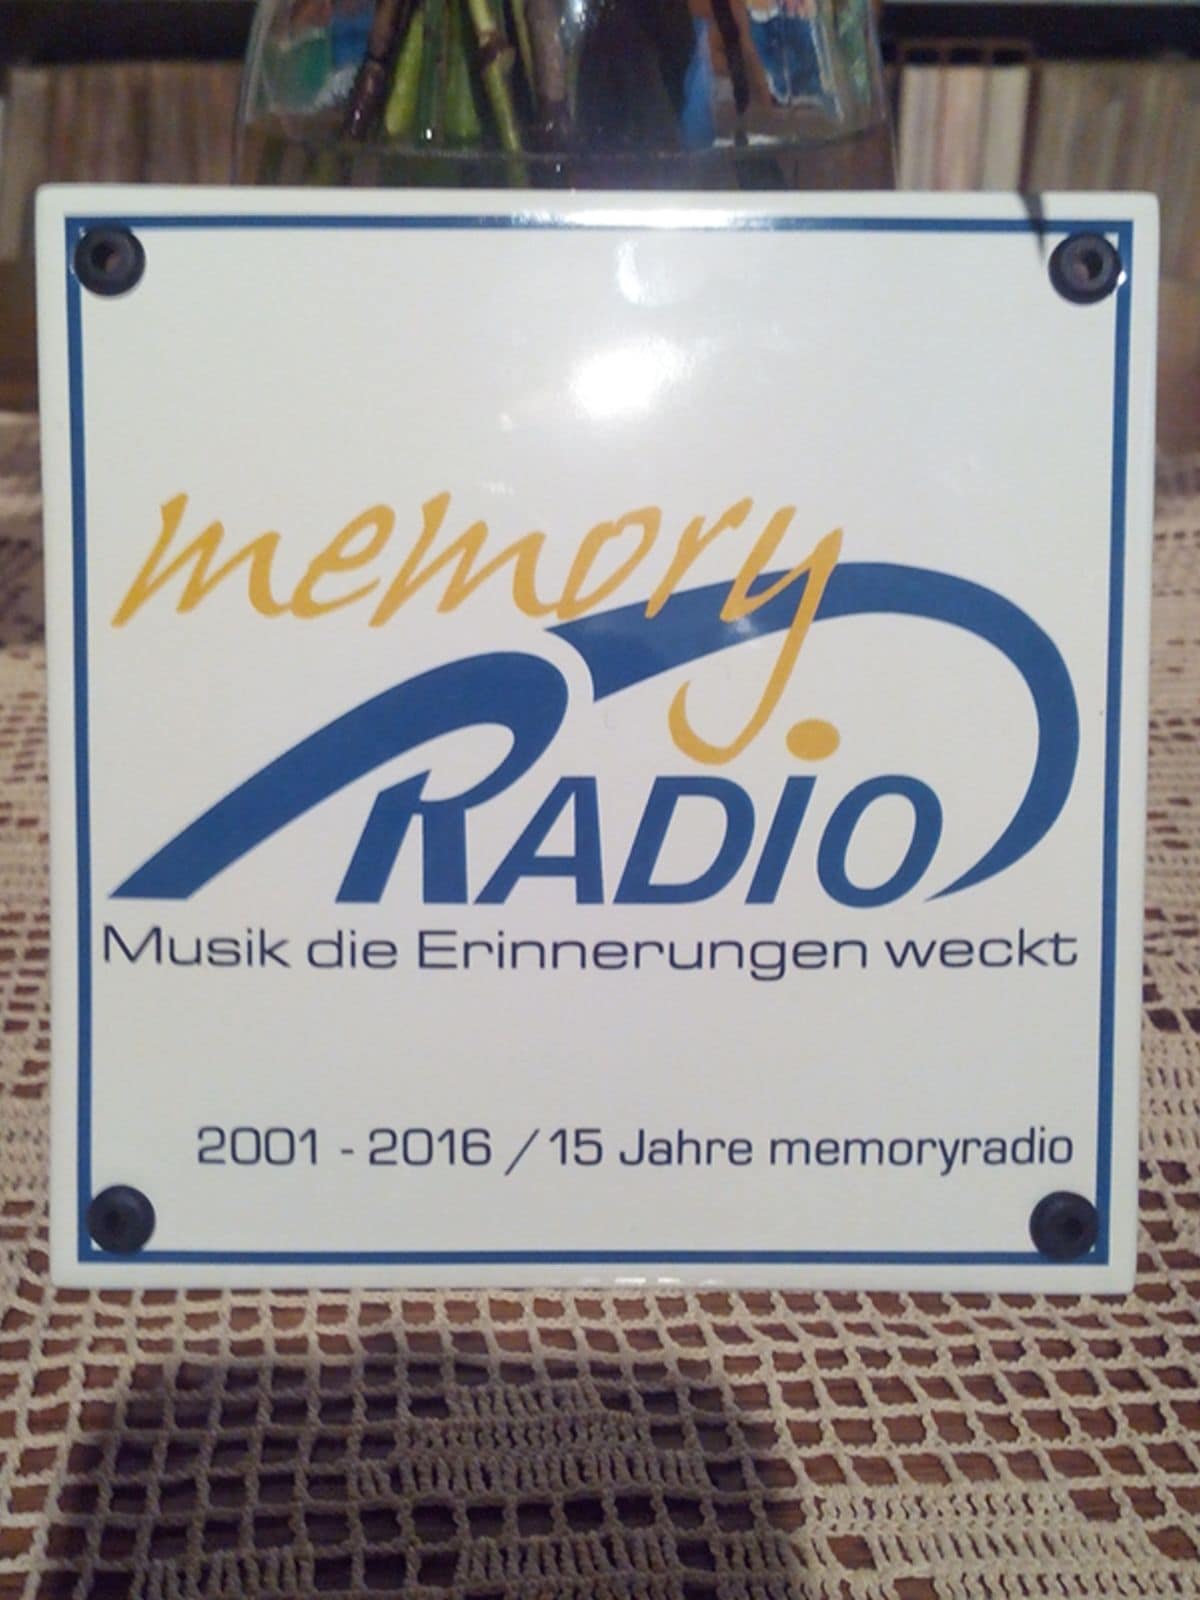 memory
RADiO
Musik die Erinnerungen weckt
2001 - 2016 / 15 Jahre memoryradio